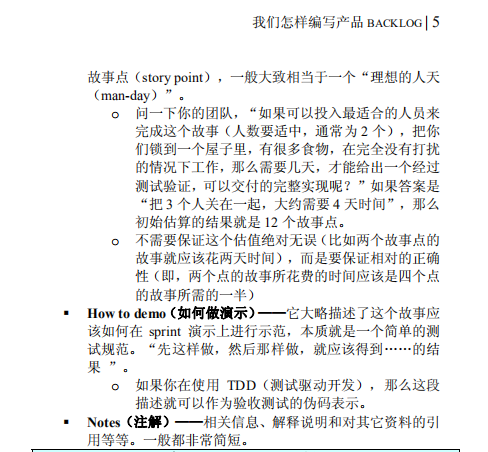 我们怎样编写产品 BACKLOG | 5
故事点（story point），一般大致相当于一个“理想的人天
（man-day）”。
o 问一下你的团队，“如果可以投入最适合的人员来
完成这个故事（人数要适中，通常为 2 个），把你
们锁到一个屋子里，有很多食物，在完全没有打扰
的情况下工作，那么需要几天，才能给出一个经过
测试验证，可以交付的完整实现呢？”如果答案是
“把 3 个人关在一起，大约需要 4 天时间”，那么
初始估算的结果就是 12 个故事点。
o 不需要保证这个估值绝对无误（比如两个故事点的
故事就应该花两天时间），而是要保证相对的正确
性（即，两个点的故事所花费的时间应该是四个点
的故事所需的一半）
▪ How to demo（如何做演示）——它大略描述了这个故事应
该如何在 sprint 演示上进行示范，本质就是一个简单的测
试规范。“先这样做，然后那样做，就应该得到……的结
果 ”。
o 如果你在使用 TDD（测试驱动开发），那么这段
描述就可以作为验收测试的伪码表示。
▪ Notes（注解）——相关信息、解释说明和对其它资料的引
用等等。一般都非常简短。